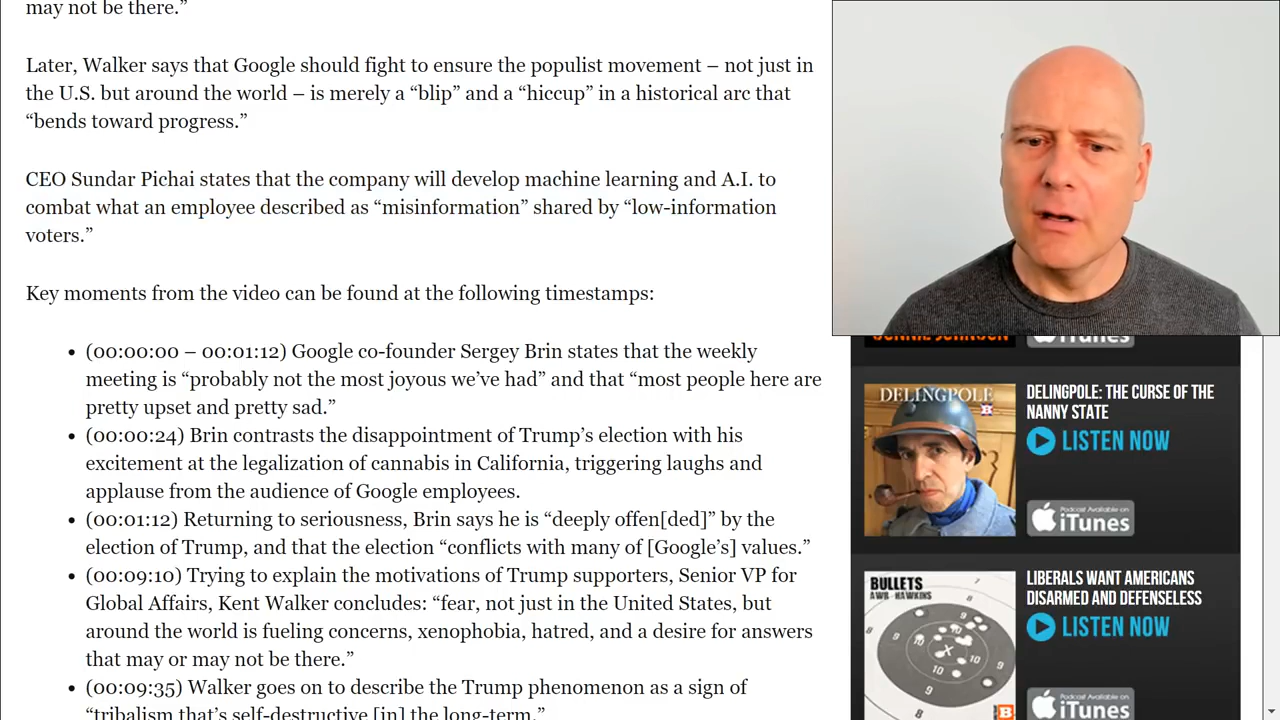 may not be there.”
Later, Walker says that Google should fight to ensure the populist movement – not just in
the U.S. but around the world – is merely a “blip” and a “hiccup” in a historical arc that
“bends toward progress.”
CEO Sundar Pichai states that the company will develop machine learning and A.I. to
combat what an employee described as “misinformation” shared by “low-information
voters.”
Key moments from the video can be found at the following timestamps:
• (00:00:00 – 00:01:12) Google co-founder Sergey Brin states that the weekly
meeting is “probably not the most joyous we’ve had” and that “most people here are
pretty upset and pretty sad.”
• (00:00:24) Brin contrasts the disappointment of Trump’s election with his
excitement at the legalization of cannabis in California, triggering laughs and
applause from the audience of Google employees.
• (00:01:12) Returning to seriousness, Brin says he is “deeply offen[ded]” by the
election of Trump, and that the election “conflicts with many of [Google’s] values.”
• (00:09:10) Trying to explain the motivations of Trump supporters, Senior VP for
Global Affairs, Kent Walker concludes: “fear, not just in the United States, but
around the world is fueling concerns, xenophobia, hatred, and a desire for answers
that may or may not be there.”
• (00:09:35) Walker goes on to describe the Trump phenomenon as a sign of
“tribalism that’s self-destructive [in] the long-term.”
iTunes
DELINGPOLE
DELINGPOLE: THE CURSE OF THE
NANNY STATE
LISTEN NOW
Podcast Available on
iTunes
BULLETS
AWR HAWKINS
LIBERALS WANT AMERICANS
DISARMED AND DEFENSELESS
LISTEN NOW
Podcast Available on
iTunes